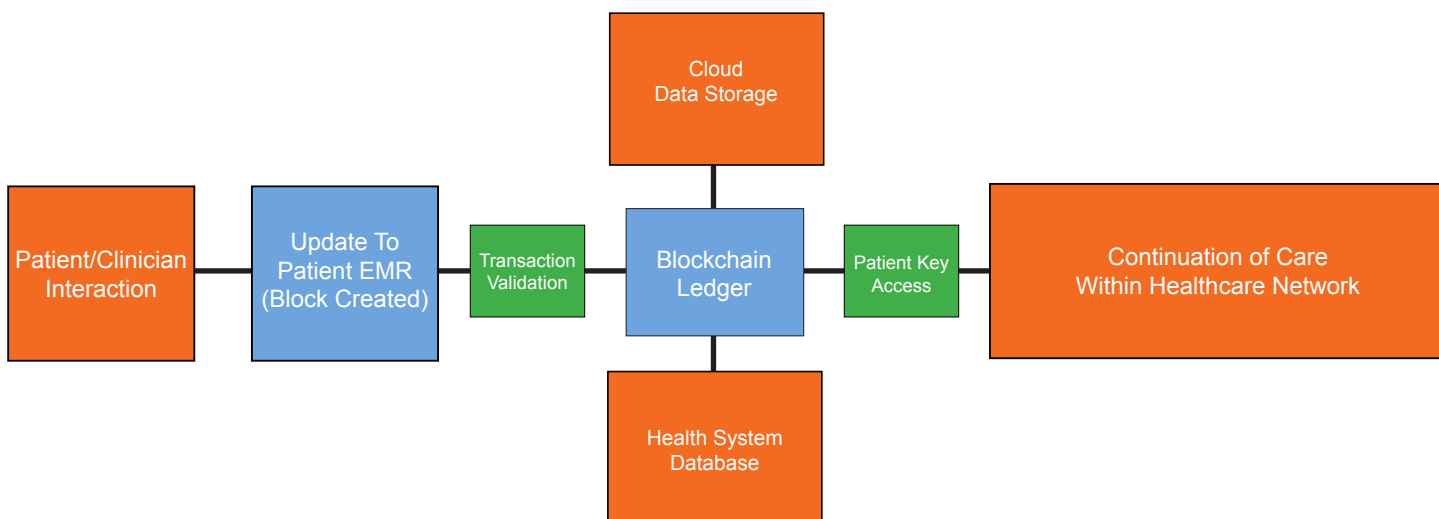 Cloud
Data Storage
Patient/Clinician
Interaction
Update To
Patient EMR
(Block Created)
Transaction
Validation
Blockchain
Ledger
Patient Key
Access
Continuation of Care
Within Healthcare Network
Health System
Database